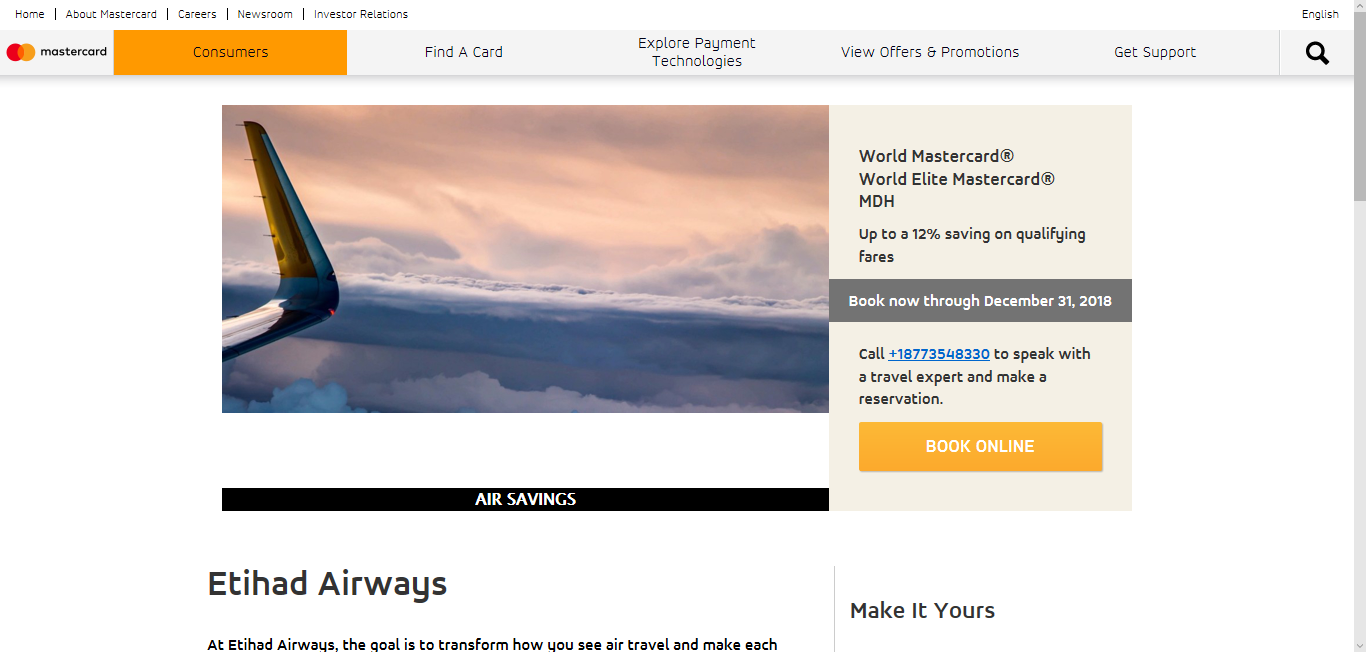 Home
About Mastercard
Careers
Newsroom
Investor Relations
English
mastercard
Consumers
Find A Card
Explore Payment
Technologies
View Offers & Promotions
Get Support
World Mastercard®
World Elite Mastercard®
MDH
Up to a 12% saving on qualifying
fares
Book now through December 31, 2018
Call +18773548330 to speak with
a travel expert and make a
reservation.
BOOK ONLINE
AIR SAVINGS
Etihad Airways
At Etihad Airways, the goal is to transform how you see air travel and make each
Make It Yours